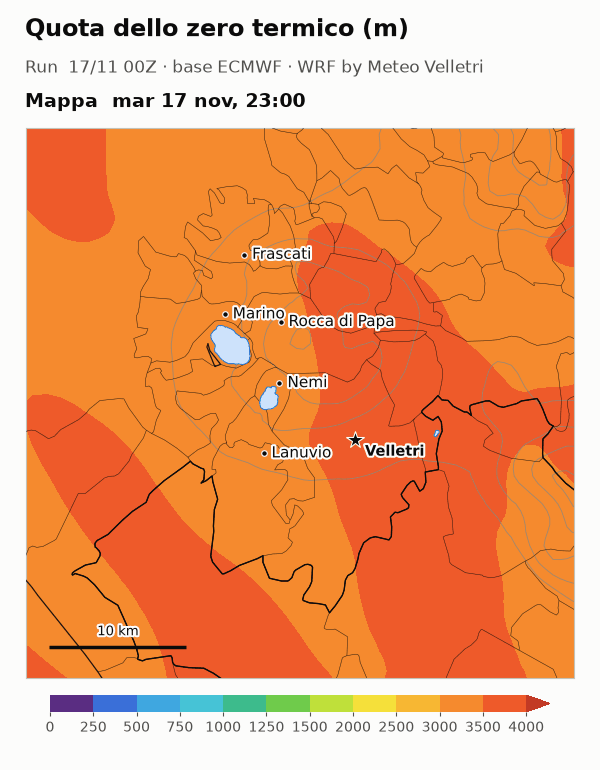 Quota dello zero termico (m)
Run  17/11 00Z · base ECMWF · WRF by Meteo Velletri
Mappa  mar 17 nov, 23:00
Frascati
Marino
Rocca di Papa
Nemi
Velletri
Lanuvio
10 km
0 250 500 750 1000 1250 1500 2000 2500 3000 3500 4000